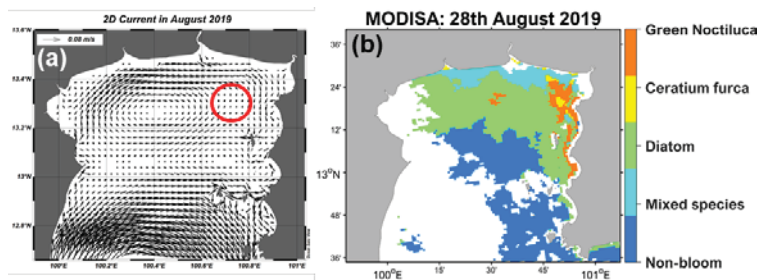 2D Current in August 2019
13.6°N
0.08 m/s
(a)
13.4°N
13.2°N
13°N
12.8°N
100°E 100.2°E 100.4°E 100.6°E 100.8°E 101°E
MODISA: 28th August 2019
(b)
36'
24'
12'
13°N
48'
36'
100°E 15' 30' 45' 101°E
Green Noctiluca
Ceratium furca
Diatom
Mixed species
Non-bloom